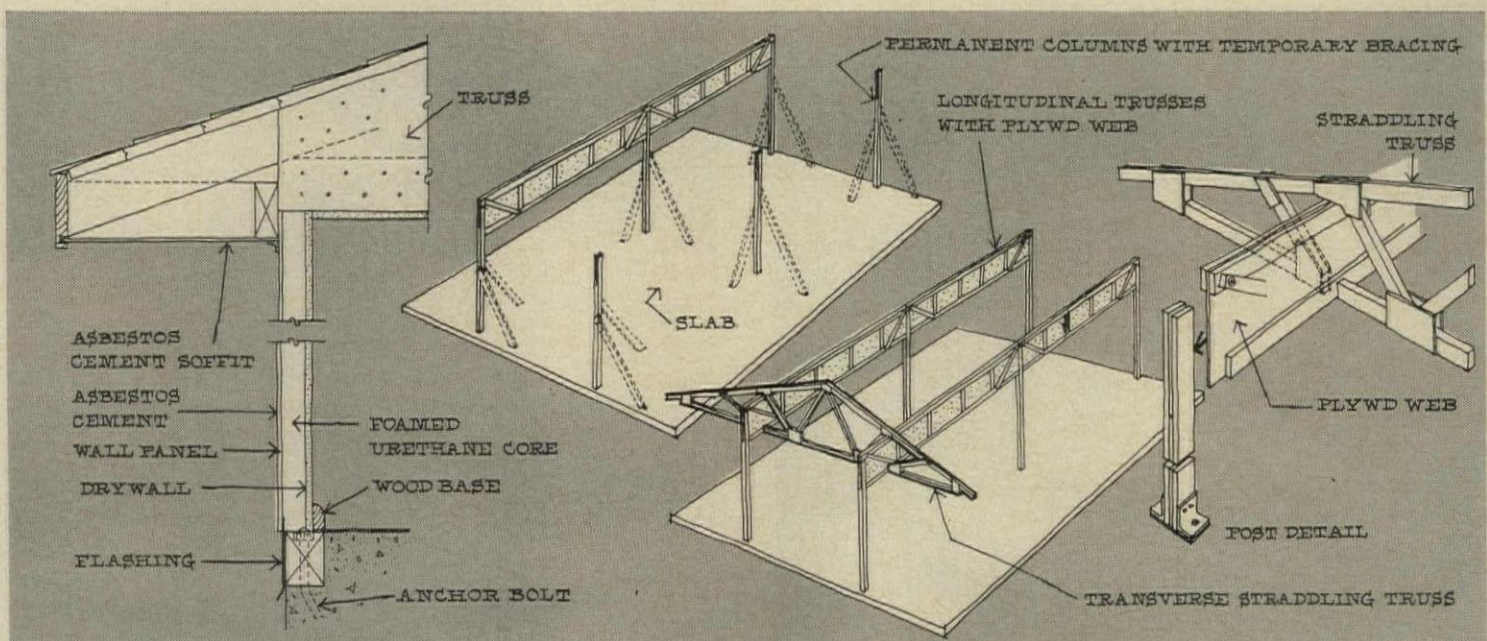 TRUSS
ASBESTOS
CEMENT SOFFIT
ASBESTOS
CEMENT
WALL PANEL
FOAMED
URETHANE CORE
DRYWALL
WOOD BASE
FLASHING
ANCHOR BOLT
PERMANENT COLUMNS WITH TEMPORARY BRACING
LONGITUDINAL TRUSSES
WITH PLYWD WEB
SLAB
STRADDLING
TRUSS
PLYWD WEB
POST DETAIL
TRANSVERSE STRADDLING TRUSS